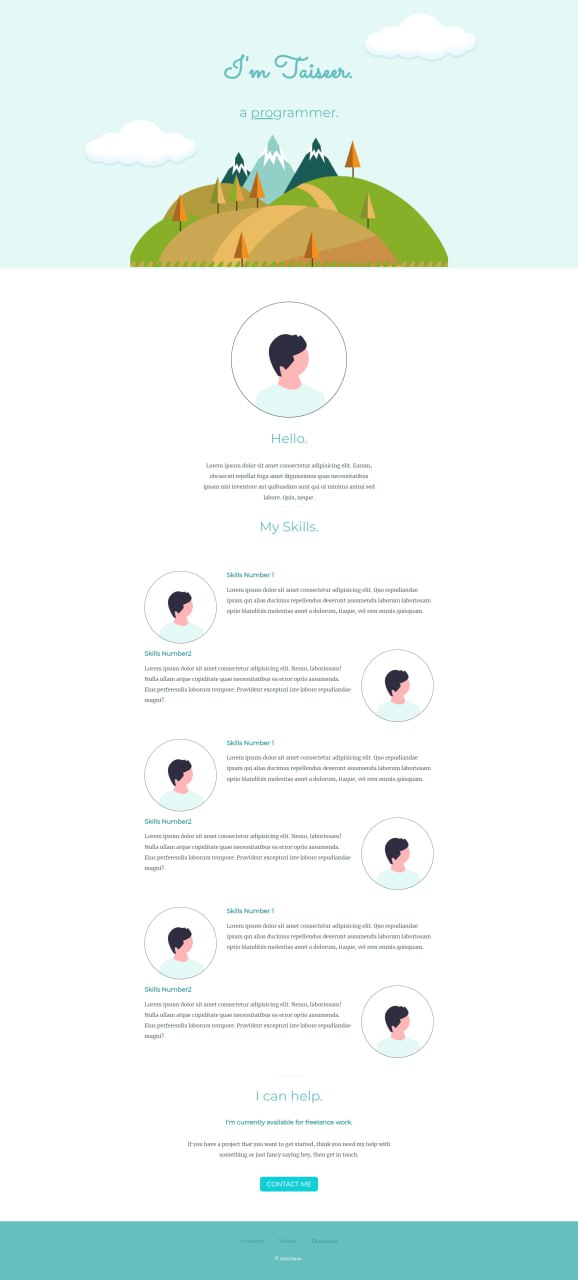 I'm Taiseer.
a programmer.
Hello.
Lorem ipsum dolor sit amet consectetur adipisicing elit. Earum,
obcaecati repellat fuga amet dignissimos quas necessitatibus
ipsam nisi inventore aut quibusdam sunt qui at minima animi sed
labore. Quis, neque.
My Skills.
Skills Number 1
Lorem ipsum dolor sit amet consectetur adipisicing elit. Quo repudiandae
ipsam qui alias ducimus repellendus deserunt assumenda laborum laboriosam
optio blanditiis molestias amet a dolorum, itaque, vel rem omnis quisquam.
Skills Number2
Lorem ipsum dolor sit amet consectetur adipisicing elit. Nemo, laboriosam!
Nulla ullam atque cupiditate quae necessitatibus ea error optio assumenda.
Eius perferendis laborum tempore. Provident excepturi iste labore repudiandae
magni?.
Skills Number 1
Lorem ipsum dolor sit amet consectetur adipisicing elit. Quo repudiandae
ipsam qui alias ducimus repellendus deserunt assumenda laborum laboriosam
optio blanditiis molestias amet a dolorum, itaque, vel rem omnis quisquam.
Skills Number2
Lorem ipsum dolor sit amet consectetur adipisicing elit. Nemo, laboriosam!
Nulla ullam atque cupiditate quae necessitatibus ea error optio assumenda.
Eius perferendis laborum tempore. Provident excepturi iste labore repudiandae
magni?.
Skills Number 1
Lorem ipsum dolor sit amet consectetur adipisicing elit. Quo repudiandae
ipsam qui alias ducimus repellendus deserunt assumenda laborum laboriosam
optio blanditiis molestias amet a dolorum, itaque, vel rem omnis quisquam.
Skills Number2
Lorem ipsum dolor sit amet consectetur adipisicing elit. Nemo, laboriosam!
Nulla ullam atque cupiditate quae necessitatibus ea error optio assumenda.
Eius perferendis laborum tempore. Provident excepturi iste labore repudiandae
magni?.
I can help.
I'm currently available for freelance work.
If you have a project that you want to get started, think you need my help with
something or just fancy saying hey, then get in touch.
CONTACT ME
LinkedIn Twitter Facebook
©